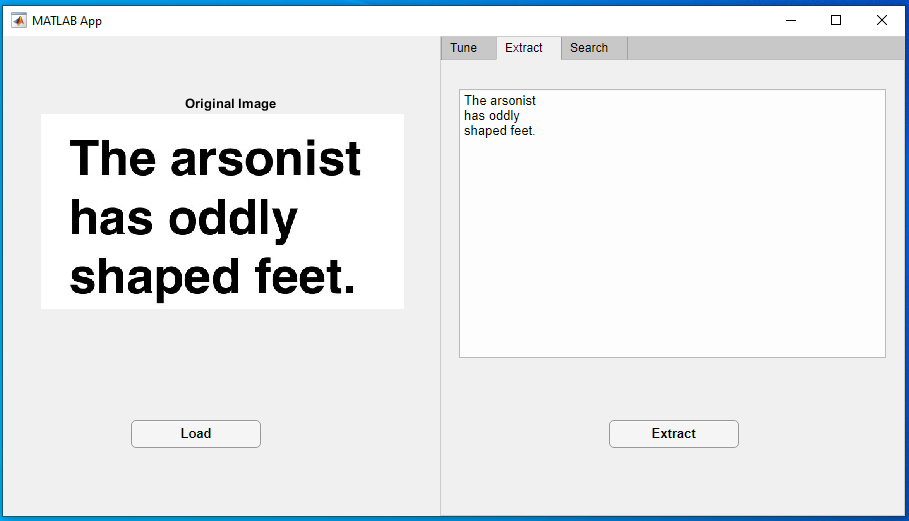 MATLAB App
Tune Extract Search
Original Image
The arsonist
has oddly
shaped feet.
The arsonist
has oddly
shaped feet.
Load
Extract